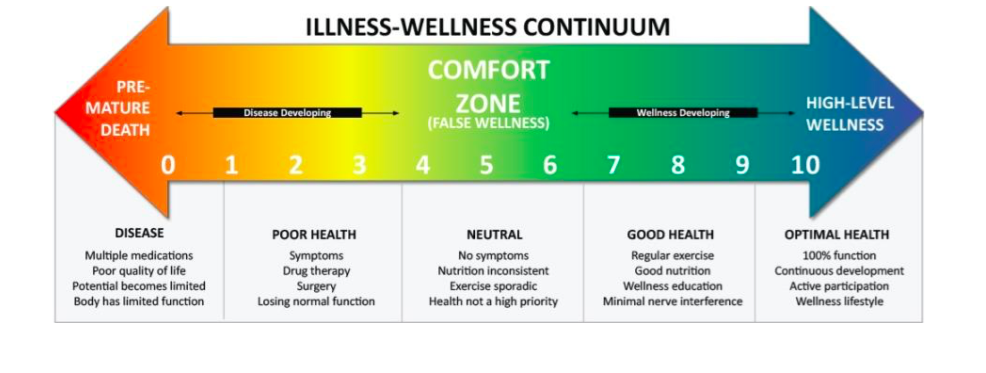 ILLNESS-WELLNESS CONTINUUM
PRE-
MATURE
DEATH
Disease Developing
COMFORT
ZONE
(FALSE WELLNESS)
Wellness Developing
HIGH-LEVEL
WELLNESS
0 1 2 3 4 5 6 7 8 9 10
DISEASE
Multiple medications
Poor quality of life
Potential becomes limited
Body has limited function
POOR HEALTH
Symptoms
Drug therapy
Surgery
Losing normal function
NEUTRAL
No symptoms
Nutrition inconsistent
Exercise sporadic
Health not a high priority
GOOD HEALTH
Regular exercise
Good nutrition
Wellness education
Minimal nerve interference
OPTIMAL HEALTH
100% function
Continuous development
Active participation
Wellness lifestyle